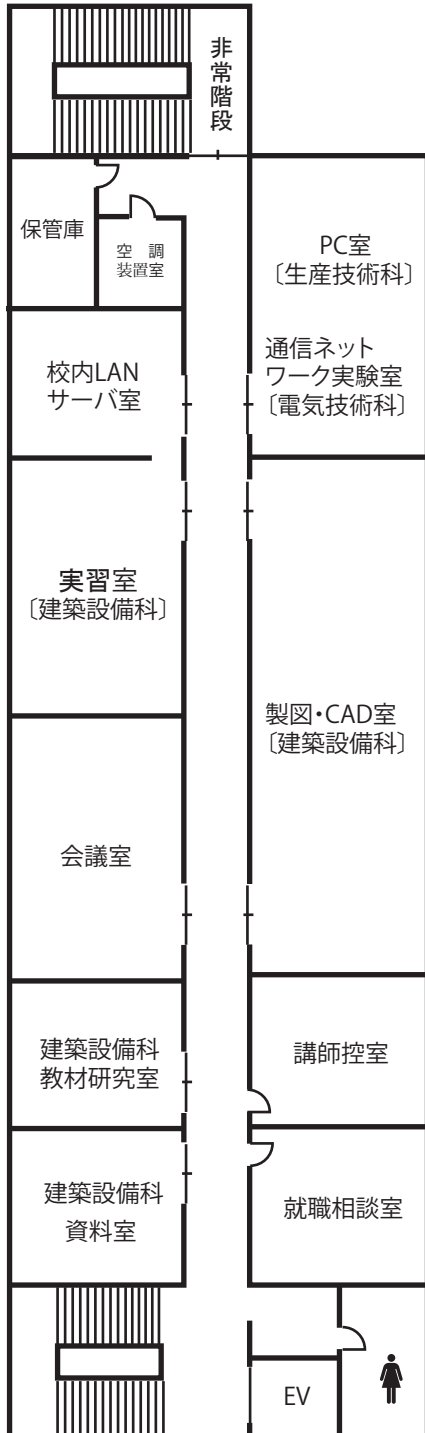 非常階段
保管庫
空 調
装置室
PC室
〔生産技術科〕
通信ネット
ワーク実験室
〔電気技術科〕
校内LAN
サーバ室
実習室
〔建築設備科〕
製図・CAD室
〔建築設備科〕
会議室
建築設備科
教材研究室
講師控室
建築設備科
資料室
就職相談室
EV